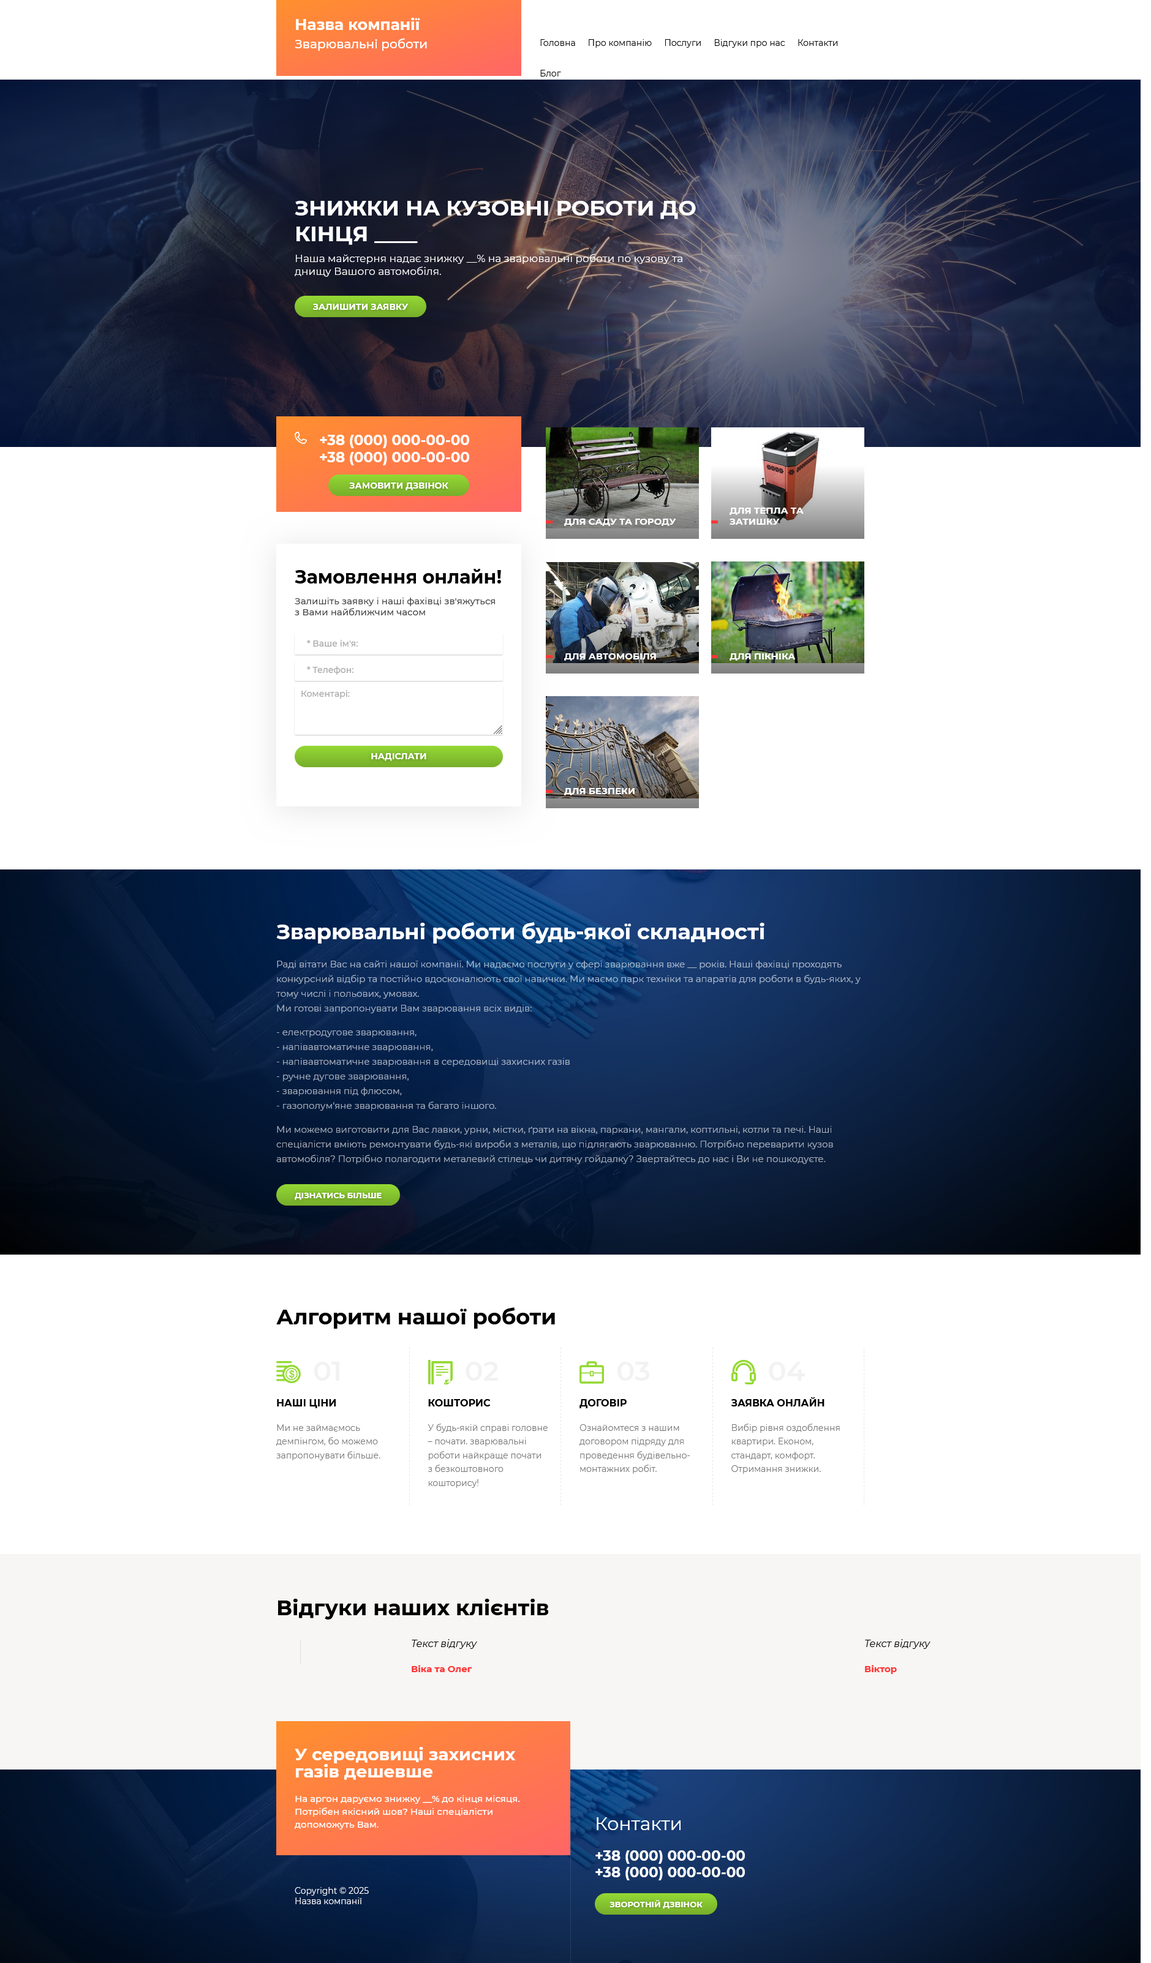 Назва компанії
Зварювальні роботи
Головна Про компанію Послуги Відгуки про нас Контакти
Блог
ЗНИЖКИ НА КУЗОВНІ РОБОТИ ДО
КІНЦЯ ____
Наша майстерня надає знижку __% на зварювальні роботи по кузову та
днищу Вашого автомобіля.
ЗАЛИШИТИ ЗАЯВКУ
+38 (000) 000-00-00
+38 (000) 000-00-00
ЗАМОВИТИ ДЗВІНОК
ДЛЯ САДУ ТА ГОРОДУ
ДЛЯ ТЕПЛА ТА
ЗАТИШКУ
Замовлення онлайн!
Залишіть заявку і наші фахівці зв'яжуться
з Вами найближчим часом
* Ваше ім'я:
* Телефон:
Коментарі:
НАДІСЛАТИ
ДЛЯ АВТОМОБІЛЯ
ДЛЯ ПІКНІКА
ДЛЯ БЕЗПЕКИ
Зварювальні роботи будь-якої складності
Раді вітати Вас на сайті нашої компанії. Ми надаємо послуги у сфері зварювання вже __ років. Наші фахівці проходять
конкурсний відбір та постійно вдосконалюють свої навички. Ми маємо парк техніки та апаратів для роботи в будь-яких, у
тому числі і польових, умовах.
Ми готові запропонувати Вам зварювання всіх видів:
- електродугове зварювання,
- напівавтоматичне зварювання,
- напівавтоматичне зварювання в середовищі захисних газів
- ручне дугове зварювання,
- зварювання під флюсом,
- газополум'яне зварювання та багато іншого.
Ми можемо виготовити для Вас лавки, урни, містки, ґрати на вікна, паркани, мангали, коптильні, котли та печі. Наші
спеціалісти вміють ремонтувати будь-які вироби з металів, що підлягають зварюванню. Потрібно переварити кузов
автомобіля? Потрібно полагодити металевий стілець чи дитячу гойдалку? Звертайтесь до нас і Ви не пошкодуєте.
ДІЗНАТИСЬ БІЛЬШЕ
Алгоритм нашої роботи
01
НАШІ ЦІНИ
Ми не займаємось
демпінгом, бо можемо
запропонувати більше.
02
КОШТОРИС
У будь-якій справі головне
– почати. зварювальні
роботи найкраще почати
з безкоштовного
кошторису!
03
ДОГОВІР
Ознайомтеся з нашим
договором підряду для
проведення будівельно-
монтажних робіт.
04
ЗАЯВКА ОНЛАЙН
Вибір рівня оздоблення
квартири. Економ,
стандарт, комфорт.
Отримання знижки.
Відгуки наших клієнтів
Текст відгуку
Віка та Олег
Текст відгуку
Віктор
У середовищі захисних
газів дешевше
На аргон даруємо знижку __% до кінця місяця.
Потрібен якісний шов? Наші спеціалісти
допоможуть Вам.
Copyright © 2025
Назва компанії
Контакти
+38 (000) 000-00-00
+38 (000) 000-00-00
ЗВОРОТНІЙ ДЗВІНОК